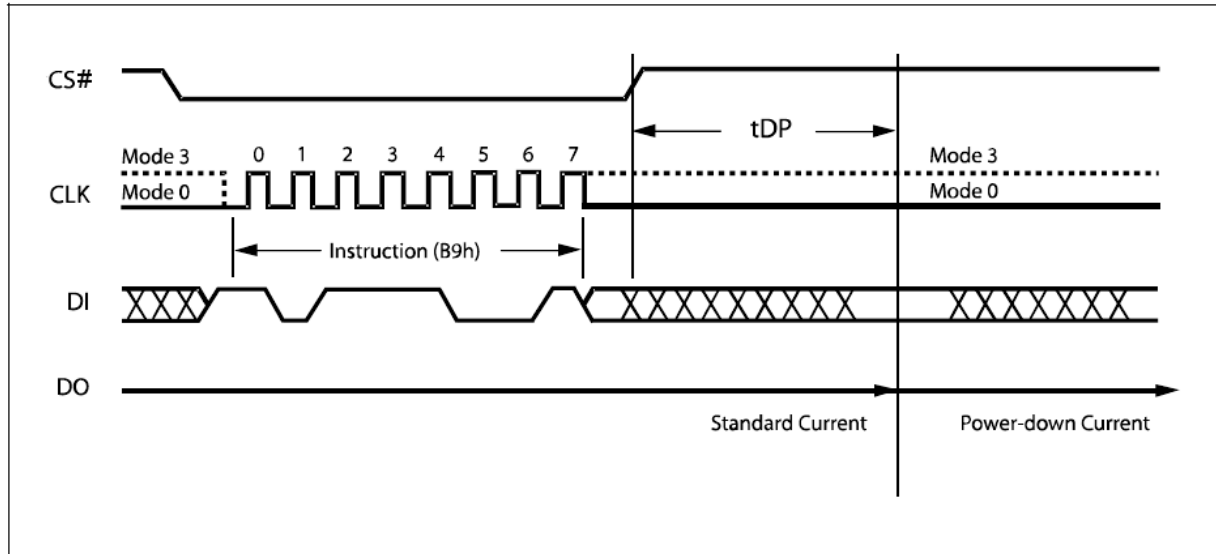 CS#
tDP
Mode 3
0 1 2 3 4 5 6 7
Mode 3
CLK
Mode 0
Mode 0
Instruction (B9h)
DI
DO
Standard Current
Power-down Current